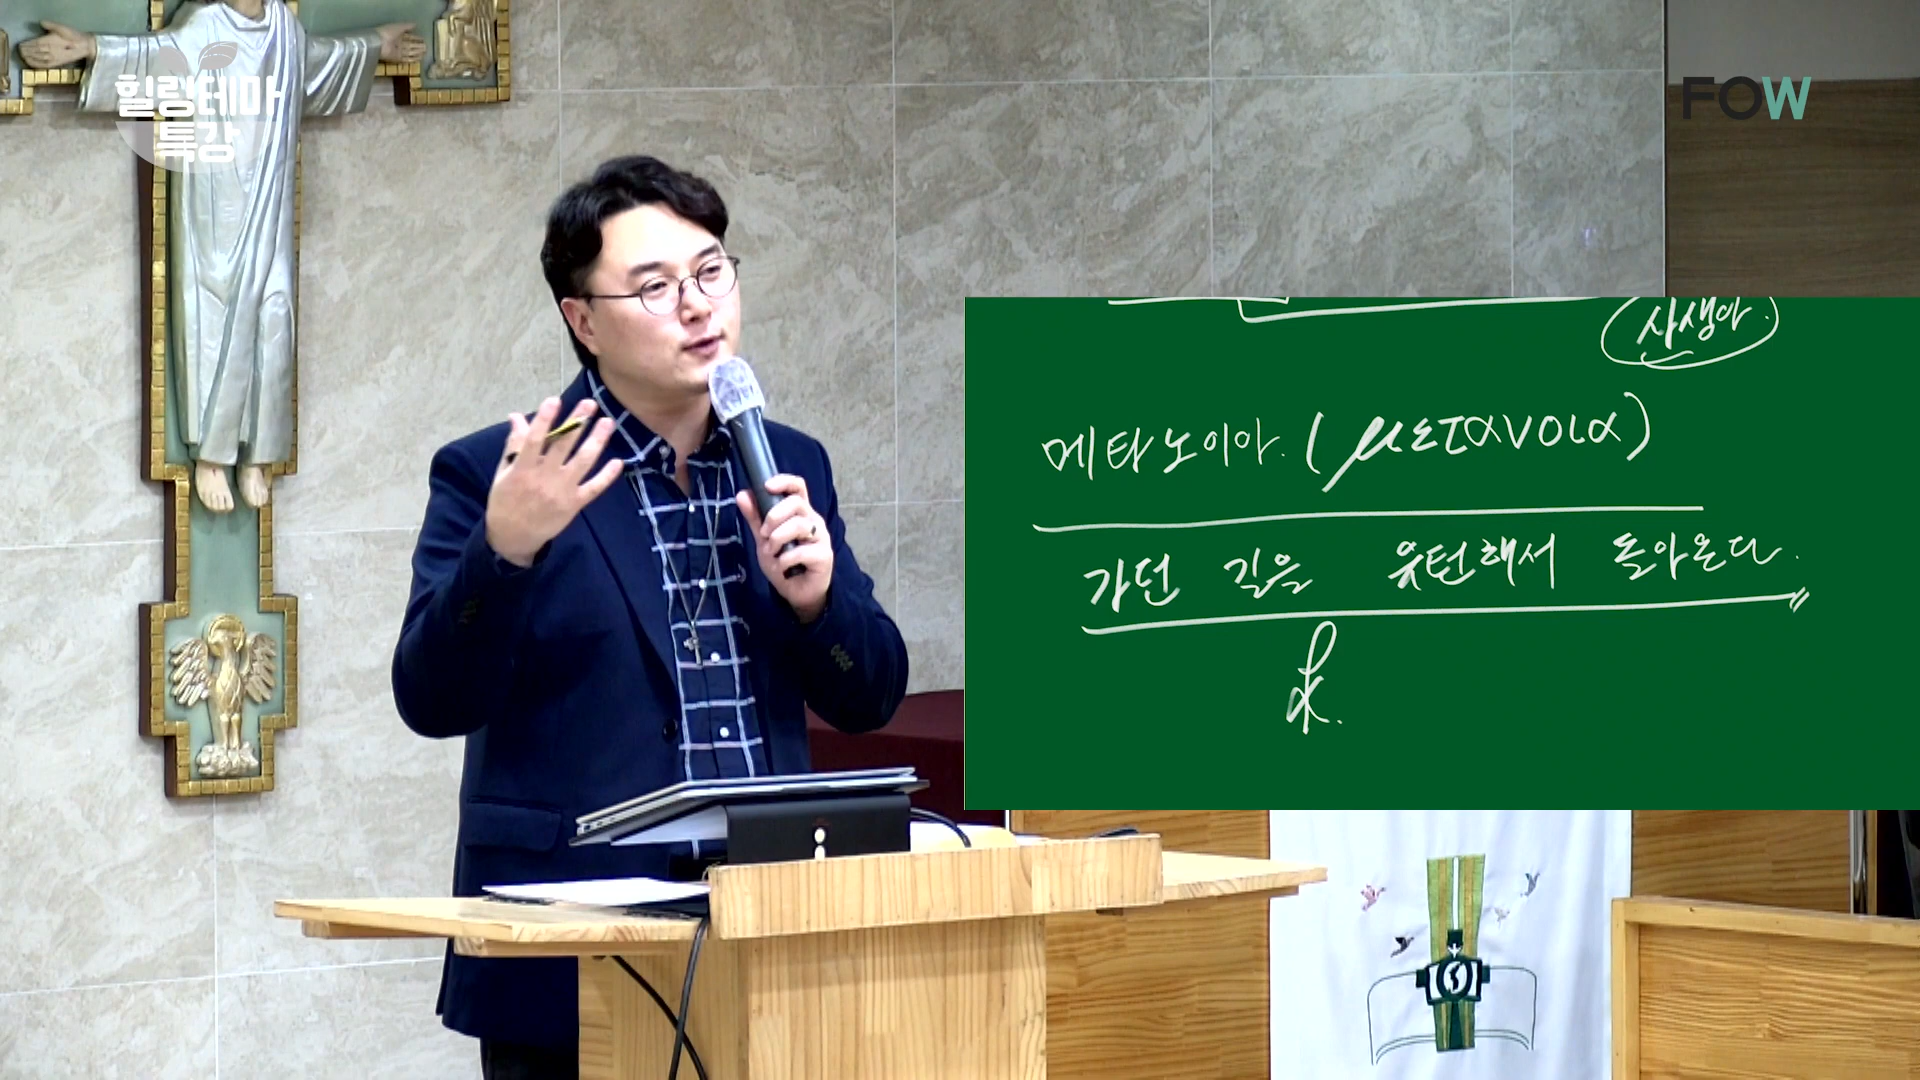 힐링테마
특강
FOW
사생아.
메타노이아. (μετανοια)
가던 길을 윳턴해서 돌아온다.